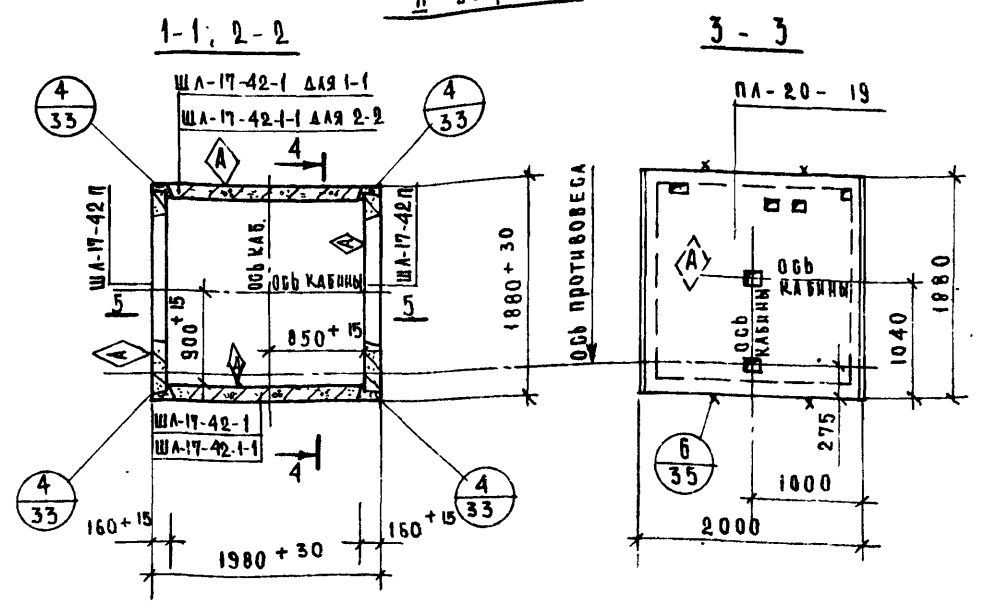 1-1; 2-2
3 - 3
4
33
ШЛ-17-42-1 ДЛЯ 1-1
ШЛ-17-42-1-1 ДЛЯ 2-2
4
33
ПЛ-20-19
А
4
ШЛ-17-42П
ОСЬ КАБ.
А
ШЛ-17-42П
ОСЬ КАБИНЫ
5
5
900+15
850+15
А
А
1880+30
ОСЬ ПРОТИВОВЕСА
А
ОСЬ
КАБИНЫ
ОСЬ
КАБИНЫ
1040
1980
275
ШЛ-17-42-1
ШЛ-17-42-1-1
4
4
33
4
33
6
35
160+15
160+15
1980+30
1000
2000